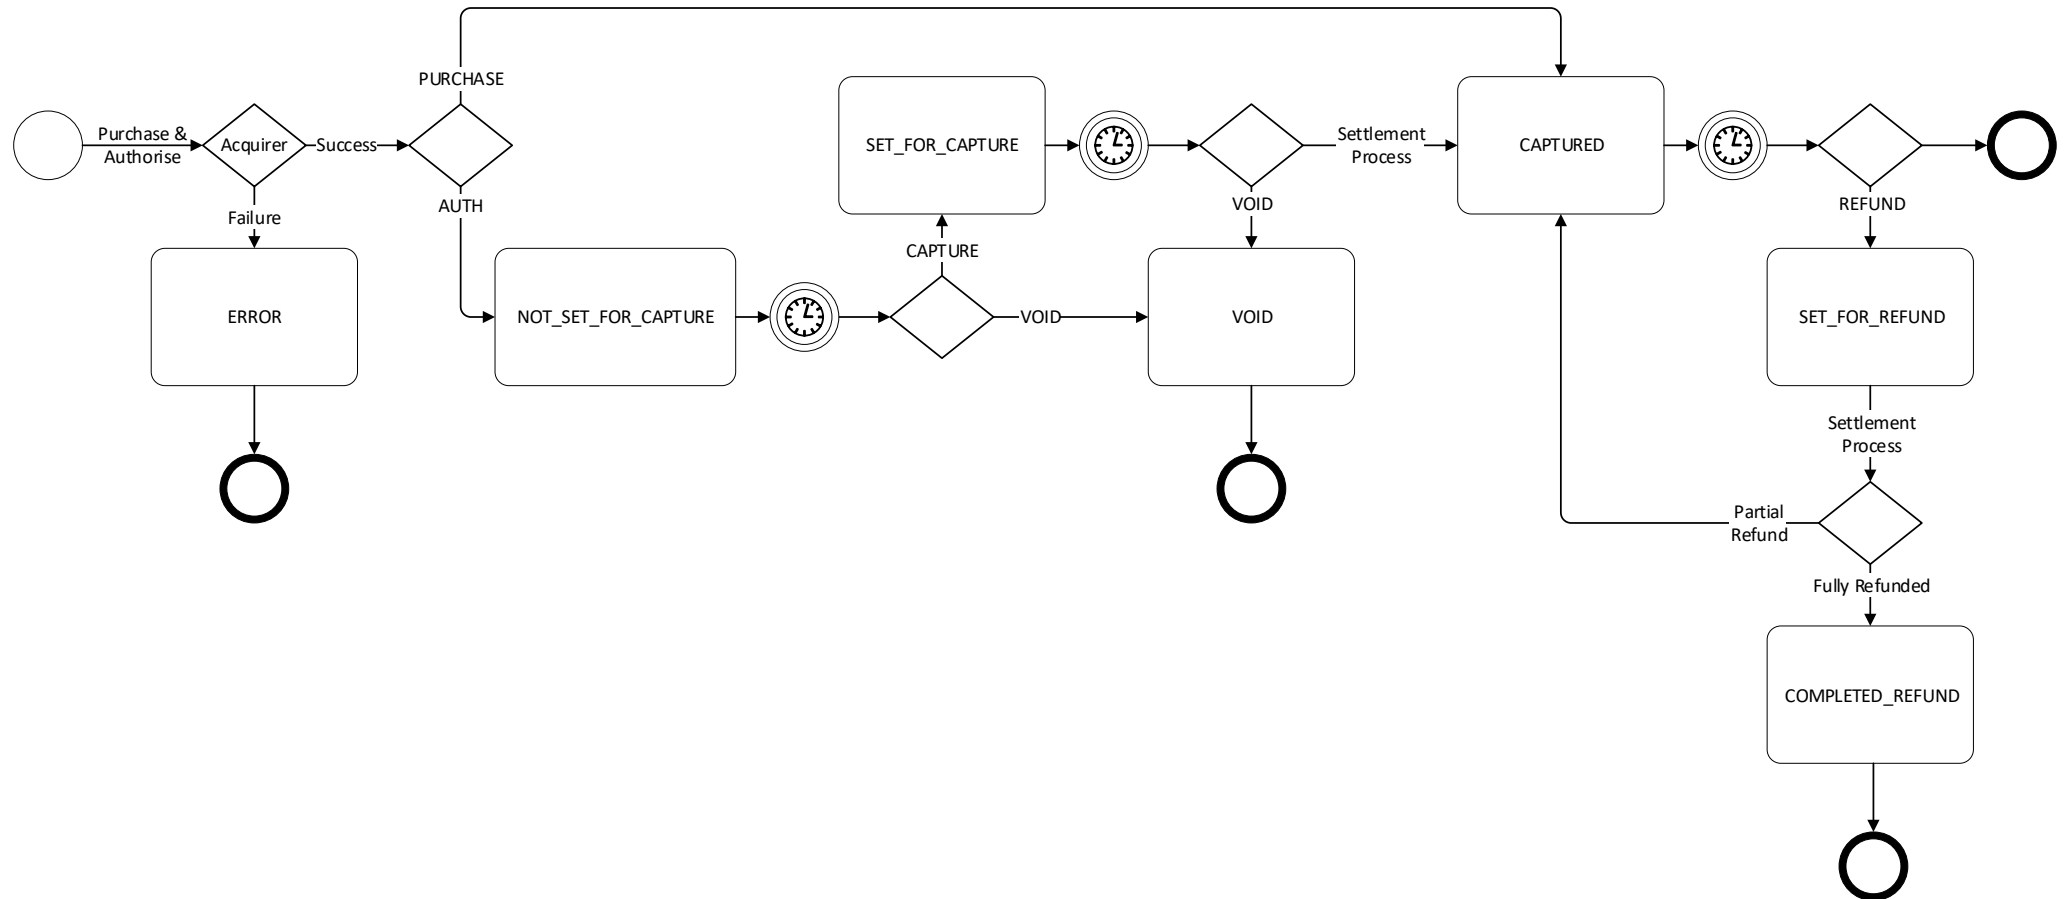 PURCHASE
Purchase &
Authorise
Acquirer
Success
SET_FOR_CAPTURE
Settlement
Process
CAPTURED
AUTH
VOID
REFUND
Failure
CAPTURE
ERROR
NOT_SET_FOR_CAPTURE
VOID
VOID
SET_FOR_REFUND
Settlement
Process
Partial
Refund
Fully Refunded
COMPLETED_REFUND